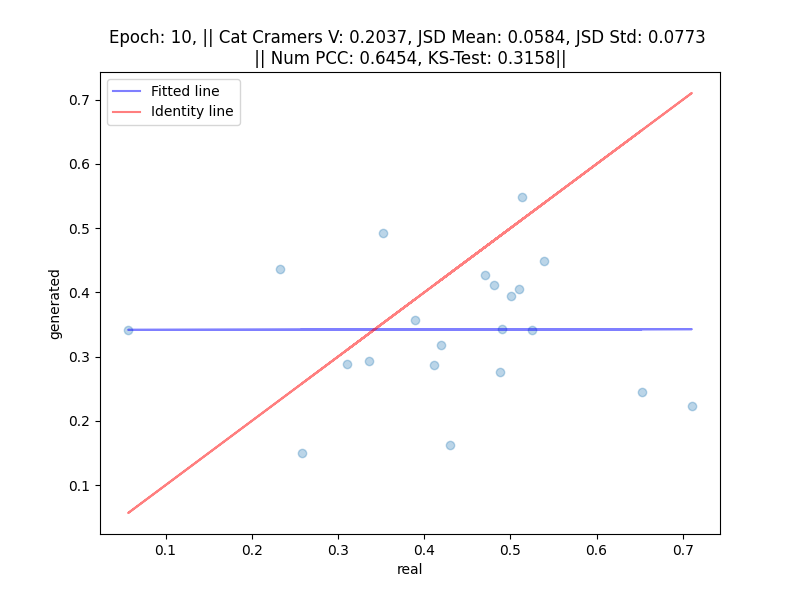 Epoch: 10, || Cat Cramers V: 0.2037, JSD Mean: 0.0584, JSD Std: 0.0773
|| Num PCC: 0.6454, KS-Test: 0.3158||
Fitted line
Identity line
generated
0.7
0.6
0.5
0.4
0.3
0.2
0.1
0.1 0.2 0.3 0.4 0.5 0.6 0.7
real